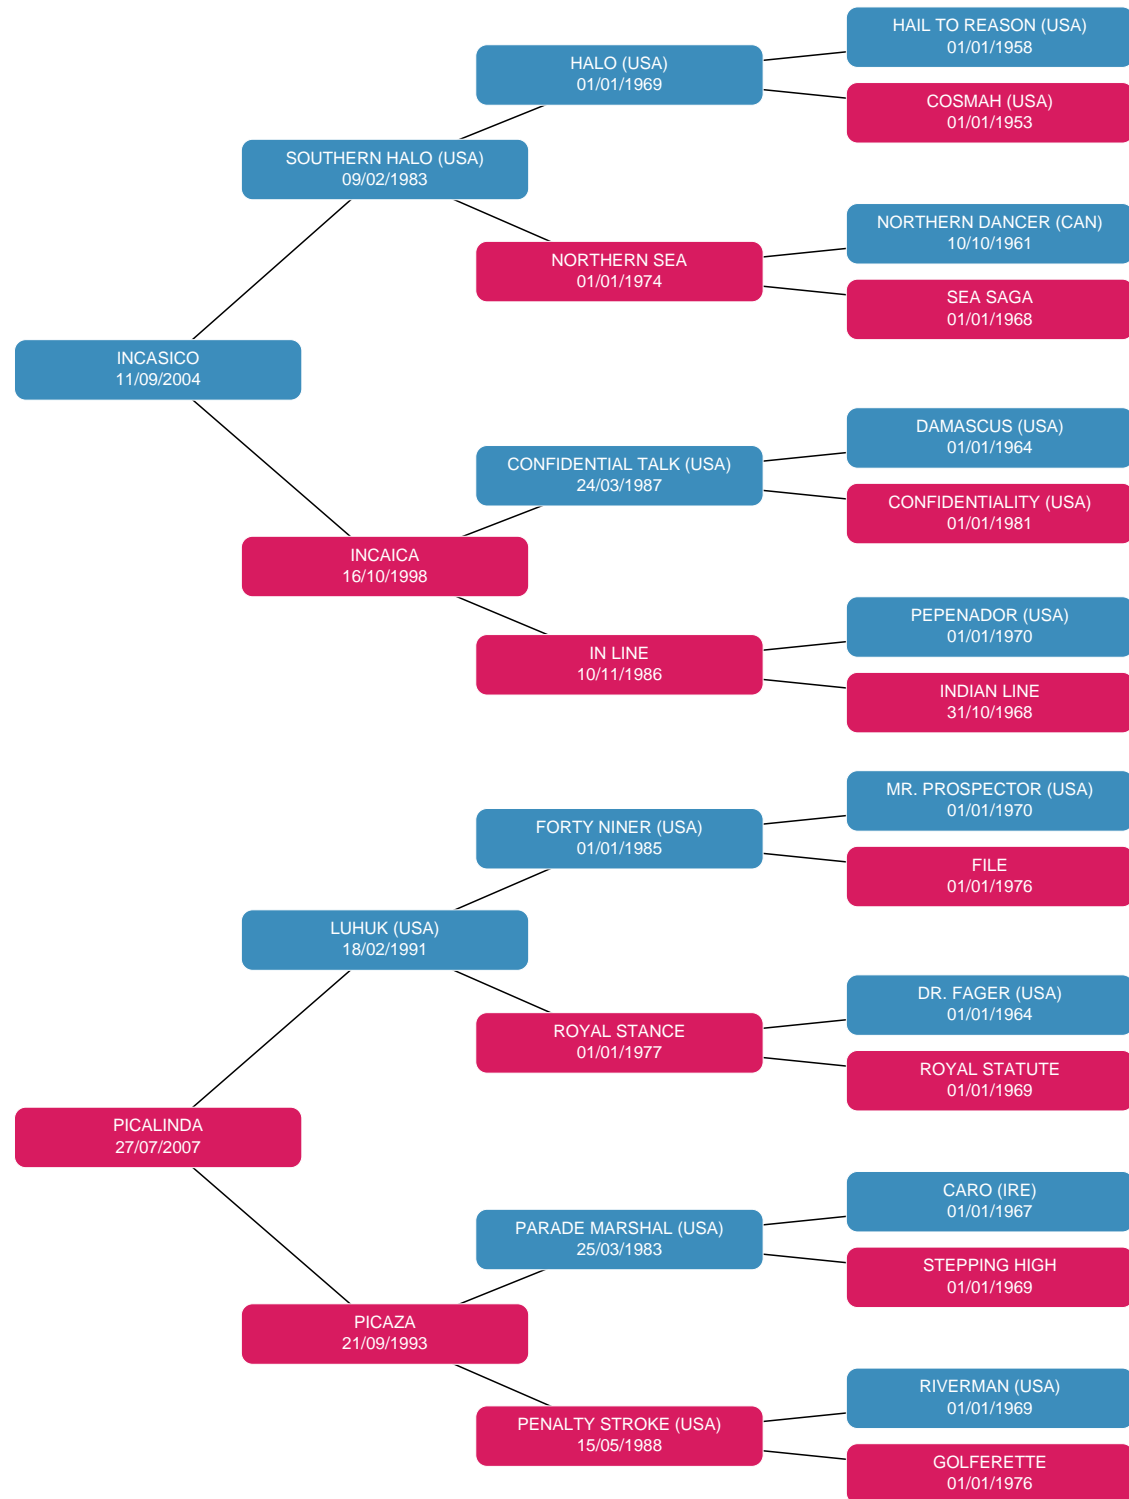 HAIL TO REASON (USA)
01/01/1958
HALO (USA)
01/01/1969
COSMAH (USA)
01/01/1953
SOUTHERN HALO (USA)
09/02/1983
NORTHERN DANCER (CAN)
10/10/1961
NORTHERN SEA
01/01/1974
SEA SAGA
01/01/1968
INCASICO
11/09/2004
DAMASCUS (USA)
01/01/1964
CONFIDENTIAL TALK (USA)
24/03/1987
CONFIDENTIALITY (USA)
01/01/1981
INCAICA
16/10/1998
PEPENADOR (USA)
01/01/1970
IN LINE
10/11/1986
INDIAN LINE
31/10/1968
MR. PROSPECTOR (USA)
01/01/1970
FORTY NINER (USA)
01/01/1985
FILE
01/01/1976
LUHUK (USA)
18/02/1991
DR. FAGER (USA)
01/01/1964
ROYAL STANCE
01/01/1977
ROYAL STATUTE
01/01/1969
PICALINDA
27/07/2007
CARO (IRE)
01/01/1967
PARADE MARSHAL (USA)
25/03/1983
STEPPING HIGH
01/01/1969
PICAZA
21/09/1993
RIVERMAN (USA)
01/01/1969
PENALTY STROKE (USA)
15/05/1988
GOLFERETTE
01/01/1976